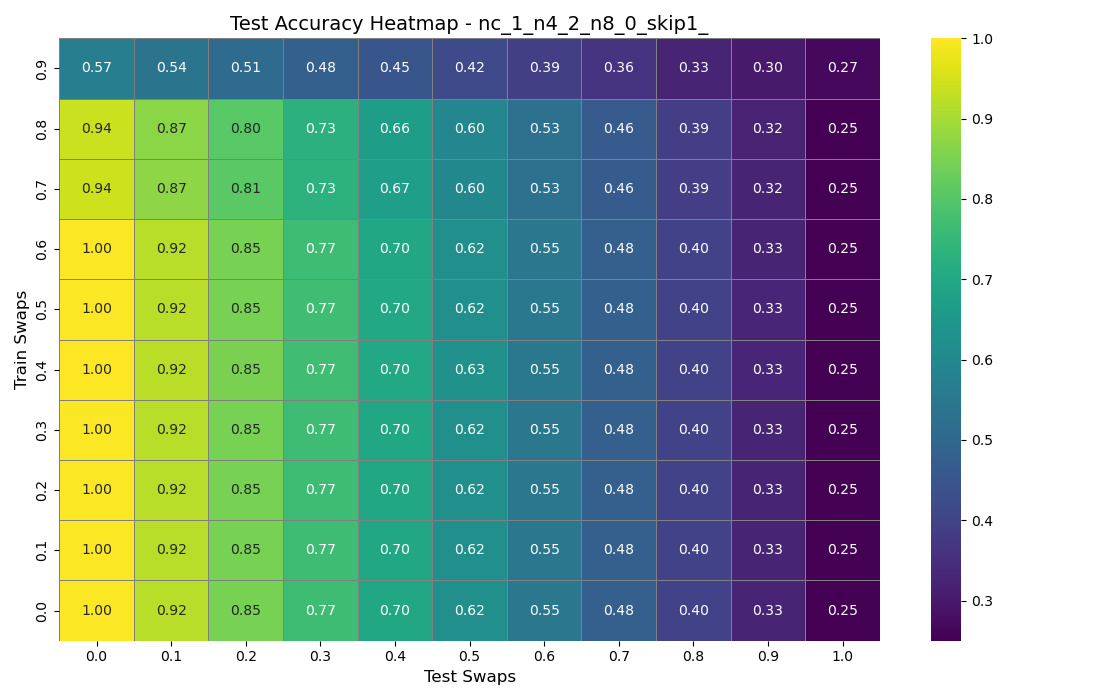 Test Accuracy Heatmap - nc_1_n4_2_n8_0_skip1_
Train Swaps
0.9 0.57 0.54 0.51 0.48 0.45 0.42 0.39 0.36 0.33 0.30 0.27
0.8 0.94 0.87 0.80 0.73 0.66 0.60 0.53 0.46 0.39 0.32 0.25
0.7 0.94 0.87 0.81 0.73 0.67 0.60 0.53 0.46 0.39 0.32 0.25
0.6 1.00 0.92 0.85 0.77 0.70 0.62 0.55 0.48 0.40 0.33 0.25
0.5 1.00 0.92 0.85 0.77 0.70 0.62 0.55 0.48 0.40 0.33 0.25
0.4 1.00 0.92 0.85 0.77 0.70 0.63 0.55 0.48 0.40 0.33 0.25
0.3 1.00 0.92 0.85 0.77 0.70 0.62 0.55 0.48 0.40 0.33 0.25
0.2 1.00 0.92 0.85 0.77 0.70 0.62 0.55 0.48 0.40 0.33 0.25
0.1 1.00 0.92 0.85 0.77 0.70 0.62 0.55 0.48 0.40 0.33 0.25
0.0 1.00 0.92 0.85 0.77 0.70 0.62 0.55 0.48 0.40 0.33 0.25
0.0 0.1 0.2 0.3 0.4 0.5 0.6 0.7 0.8 0.9 1.0
Test Swaps
1.0
0.9
0.8
0.7
0.6
0.5
0.4
0.3